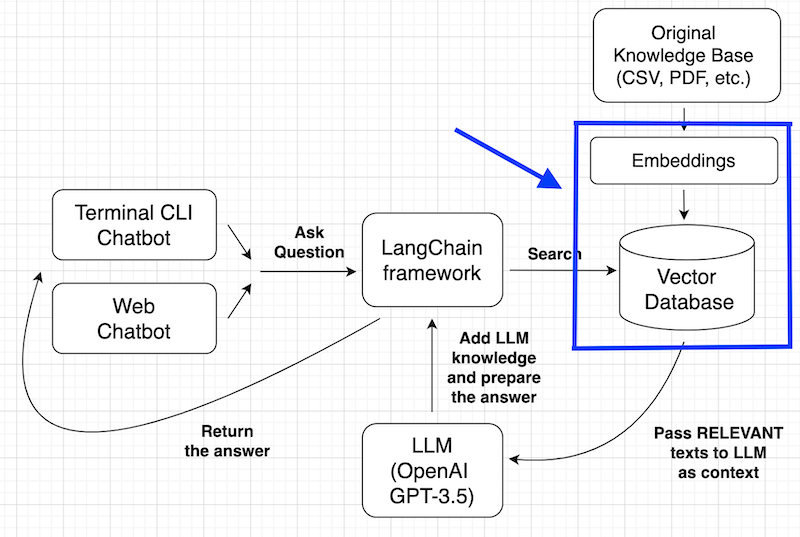 Original
Knowledge Base
(CSV, PDF, etc.)
Embeddings
Terminal CLI
Chatbot
Ask
Question
LangChain
framework
Search
Vector
Database
Web
Chatbot
Add LLM
knowledge
and prepare
the answer
Return
the answer
LLM
(OpenAI
GPT-3.5)
Pass RELEVANT
texts to LLM
as context